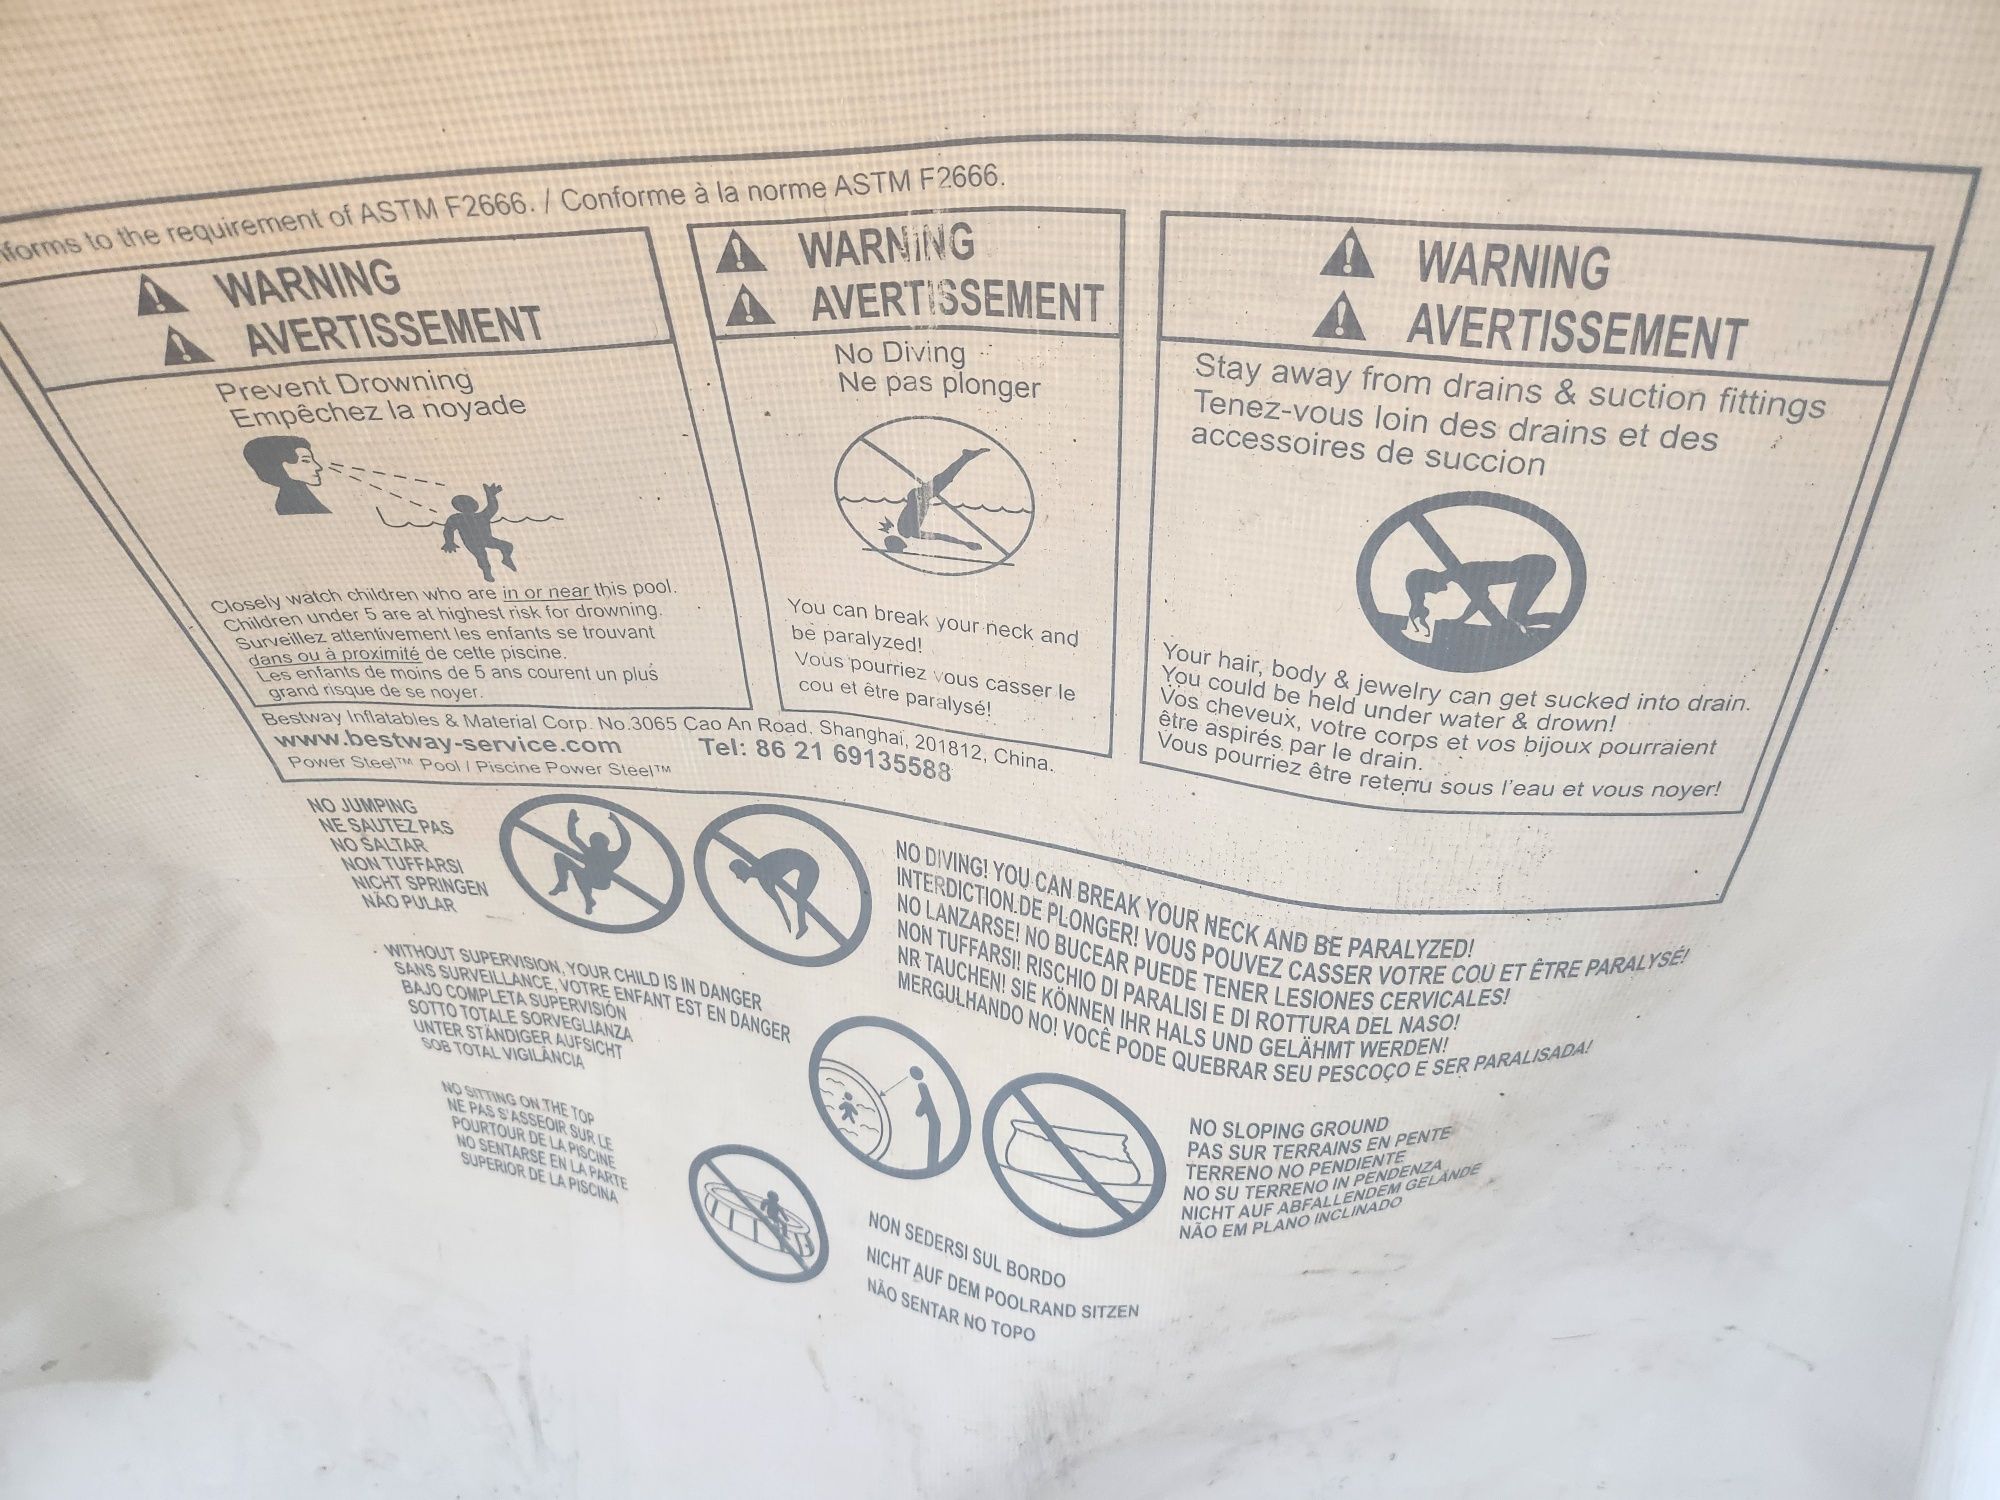 to the requirement of ASTM F2666. / Conforme à la norme ASTM F2666.
WARNING
AVERTISSEMENT
Prevent Drowning
Empêchez la noyade
Closely watch children who are in or near this pool.
Children under 5 are at highest risk for drowning.
Surveillez attentivement les enfants se trouvant
dans ou à proximité de cette piscine.
Les enfants de moins de 5 ans courent un plus
grand risque de se noyer.
WARNING
AVERTISSEMENT
No Diving
Ne pas plonger
You can break your neck and
be paralyzed!
Vous pourriez vous casser le
cou et être paralysé!
WARNING
AVERTISSEMENT
Stay away from drains & suction fittings
Tenez-vous loin des drains et des
accessoires de succion
Your hair, body & jewelry can get sucked into drain.
You could be held under water & drown!
Vos cheveux, votre corps et vos bijoux pourraient
être aspirés par le drain.
Vous pourriez être retenu sous l'eau et vous noyer!
Bestway Inflatables & Material Corp. No.3065 Cao An Road, Shanghai, 201812, China.
www.bestway-service.com Tel: 86 21 69135588
Power Steel™ Pool / Piscine Power Steel™
NO JUMPING
NE SAUTEZ PAS
NO SALTAR
NON TUFFARSI
NICHT SPRINGEN
NÃO PULAR
NO DIVING! YOU CAN BREAK YOUR NECK AND BE PARALYZED!
INTERDICTION DE PLONGER! VOUS POUVEZ CASSER VOTRE COU ET ÊTRE PARALYSÉ!
NO LANZARSE! NO BUCEAR PUEDE TENER LESIONES CERVICALES!
NON TUFFARSI! RISCHIO DI PARALISI E DI ROTTURA DEL NASO!
NR TAUCHEN! SIE KÖNNEN IHR HALS UND GELÄHMT WERDEN!
MERGULHANDO NO! VOCÊ PODE QUEBRAR SEU PESCOÇO E SER PARALISADA!
WITHOUT SUPERVISION, YOUR CHILD IS IN DANGER
SANS SURVEILLANCE, VOTRE ENFANT EST EN DANGER
BAJO COMPLETA SUPERVISIÓN
SOTTO TOTALE SORVEGLIANZA
UNTER STÄNDIGER AUFSICHT
SOB TOTAL VIGILÂNCIA
NO SITTING ON THE TOP
NE PAS S'ASSEOIR SUR LE
POURTOUR DE LA PISCINE
NO SENTARSE EN LA PARTE
SUPERIOR DE LA PISCINA
NO SLOPING GROUND
PAS SUR TERRAINS EN PENTE
TERRENO NO PENDIENTE
NO SU TERRENO IN PENDENZA
NICHT AUF ABFALLENDEM GELÄNDE
NÃO EM PLANO INCLINADO
NON SEDERSI SUL BORDO
NICHT AUF DEM POOLRAND SITZEN
NÃO SENTAR NO TOPO